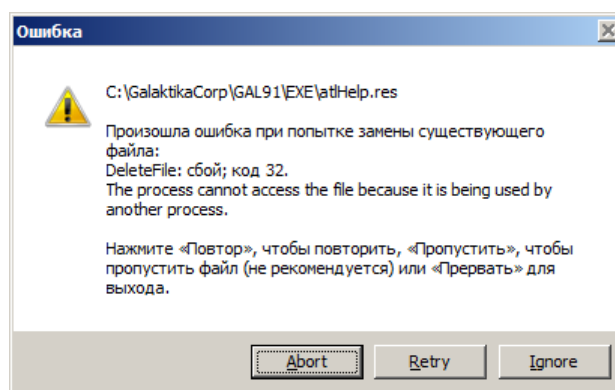 Ошибка
C:\GalaktikaCorp\GAL91\EXE\atlHelp.res
Произошла ошибка при попытке замены существующего
файла:
DeleteFile: сбой; код 32.
The process cannot access the file because it is being used by
another process.
Нажмите «Повтор», чтобы повторить, «Пропустить», чтобы
пропустить файл (не рекомендуется) или «Прервать» для
выхода.
Abort Retry Ignore